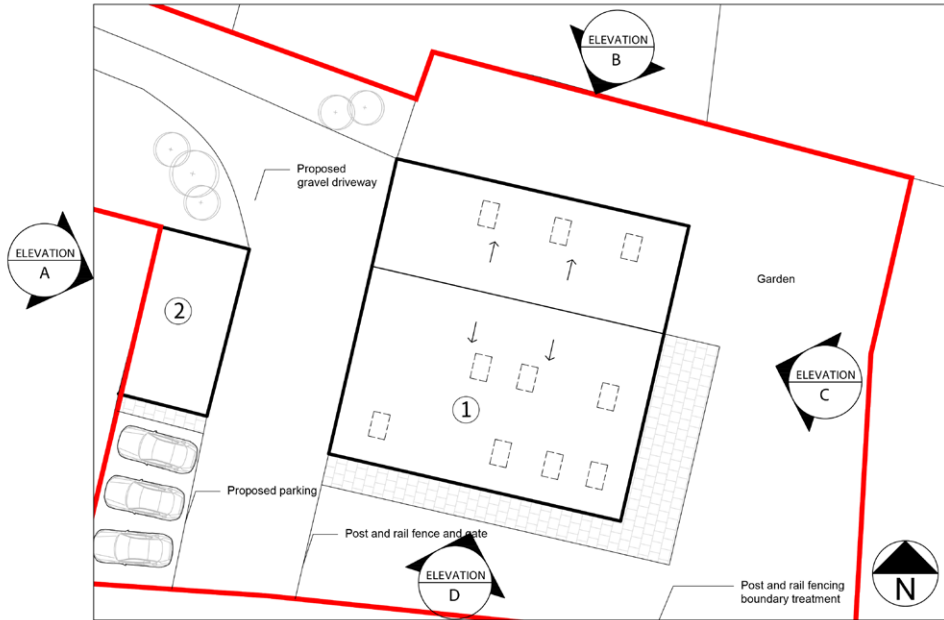 ELEVATION
B
Proposed
gravel driveway
ELEVATION
A
Garden
2
ELEVATION
C
1
Proposed parking
Post and rail fence and gate
ELEVATION
D
Post and rail fencing
boundary treatment
N